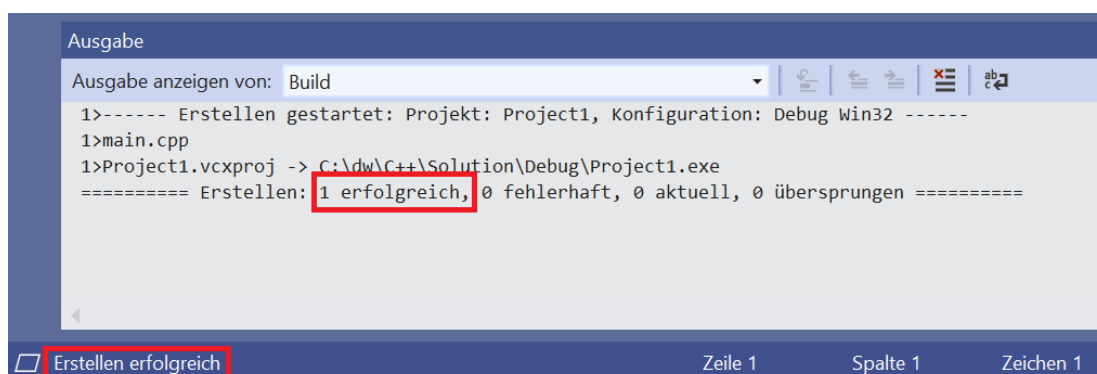 Ausgabe
Ausgabe anzeigen von: Build
1>------ Erstellen gestartet: Projekt: Project1, Konfiguration: Debug Win32 ------
1>main.cpp
1>Project1.vcxproj -> C:\dw\C++\Solution\Debug\Project1.exe
========== Erstellen: 1 erfolgreich, 0 fehlerhaft, 0 aktuell, 0 übersprungen ==========
Erstellen erfolgreich Zeile 1 Spalte 1 Zeichen 1